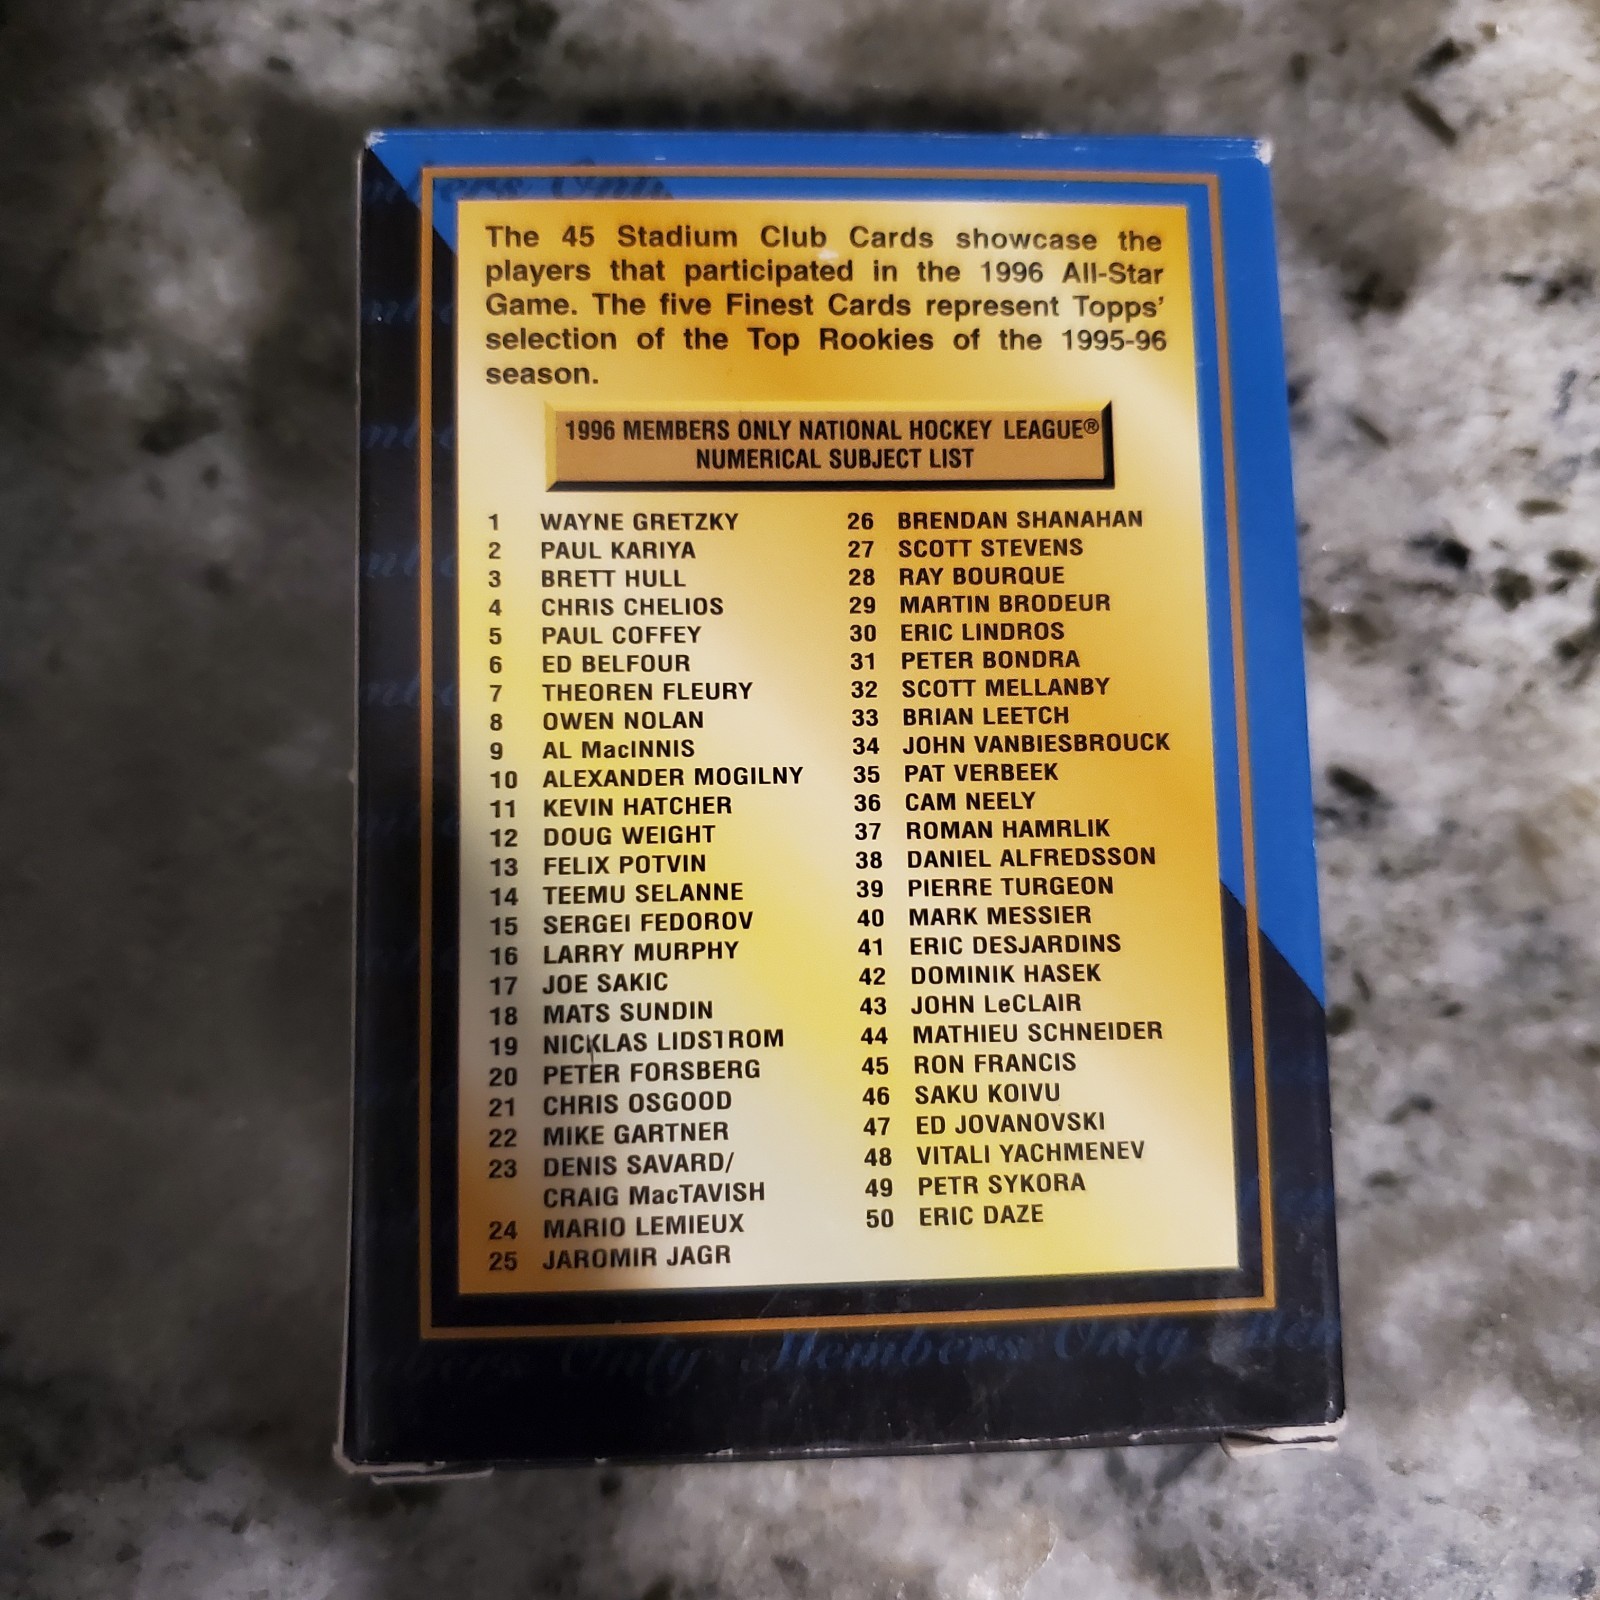 The 45 Stadium Club Cards showcase the
players that participated in the 1996 All-Star
Game. The five Finest Cards represent Topps'
selection of the Top Rookies of the 1995-96
season.
1996 MEMBERS ONLY NATIONAL HOCKEY LEAGUE®
NUMERICAL SUBJECT LIST
1 WAYNE GRETZKY
2 PAUL KARIYA
3 BRETT HULL
4 CHRIS CHELIOS
5 PAUL COFFEY
6 ED BELFOUR
7 THEOREN FLEURY
8 OWEN NOLAN
9 AL MacINNIS
10 ALEXANDER MOGILNY
11 KEVIN HATCHER
12 DOUG WEIGHT
13 FELIX POTVIN
14 TEEMU SELANNE
15 SERGEI FEDOROV
16 LARRY MURPHY
17 JOE SAKIC
18 MATS SUNDIN
19 NICKLAS LIDSTROM
20 PETER FORSBERG
21 CHRIS OSGOOD
22 MIKE GARTNER
23 DENIS SAVARD/
CRAIG MacTAVISH
24 MARIO LEMIEUX
25 JAROMIR JAGR
26 BRENDAN SHANAHAN
27 SCOTT STEVENS
28 RAY BOURQUE
29 MARTIN BRODEUR
30 ERIC LINDROS
31 PETER BONDRA
32 SCOTT MELLANBY
33 BRIAN LEETCH
34 JOHN VANBIESBROUCK
35 PAT VERBEEK
36 CAM NEELY
37 ROMAN HAMRLIK
38 DANIEL ALFREDSSON
39 PIERRE TURGEON
40 MARK MESSIER
41 ERIC DESJARDINS
42 DOMINIK HASEK
43 JOHN LeCLAIR
44 MATHIEU SCHNEIDER
45 RON FRANCIS
46 SAKU KOIVU
47 ED JOVANOVSKI
48 VITALI YACHMENEV
49 PETR SYKORA
50 ERIC DAZE
Members Only